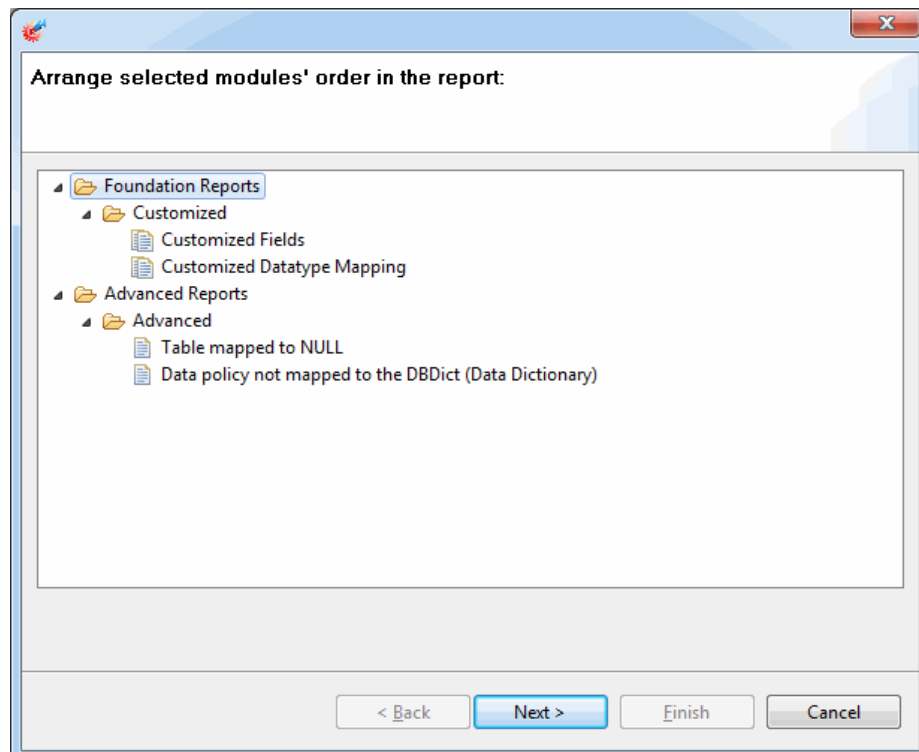 Arrange selected modules' order in the report:
Foundation Reports
Customized
Customized Fields
Customized Datatype Mapping
Advanced Reports
Advanced
Table mapped to NULL
Data policy not mapped to the DBDict (Data Dictionary)
< Back Next > Finish Cancel